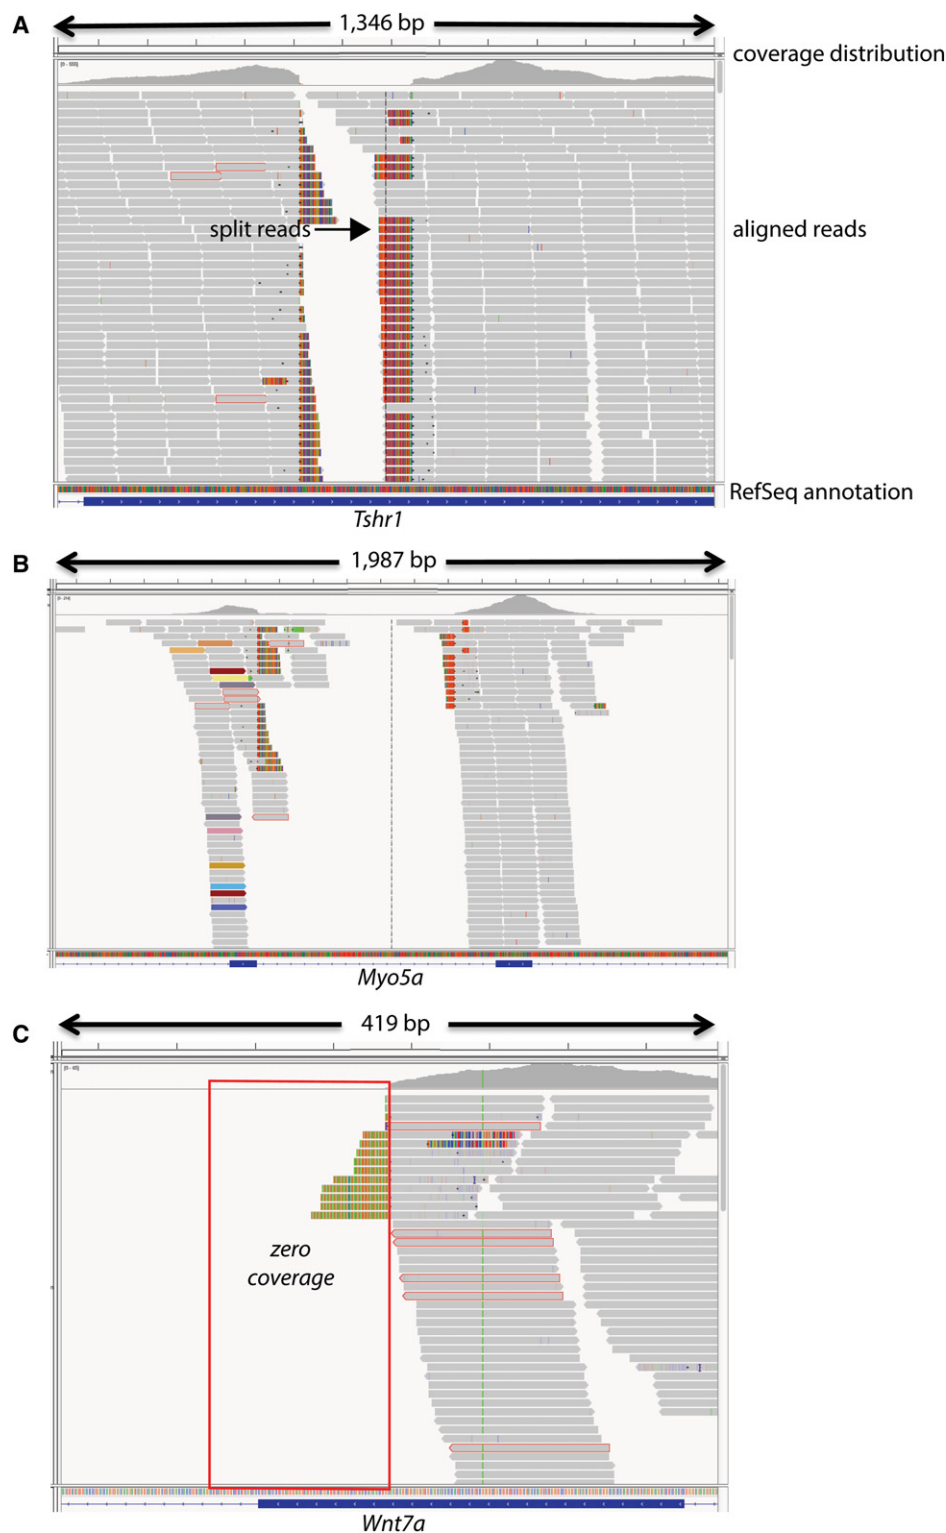 A
1,346 bp
coverage distribution
split reads
aligned reads
RefSeq annotation
Tshr1
B
1,987 bp
Myo5a
C
419 bp
zero
coverage
Wnt7a